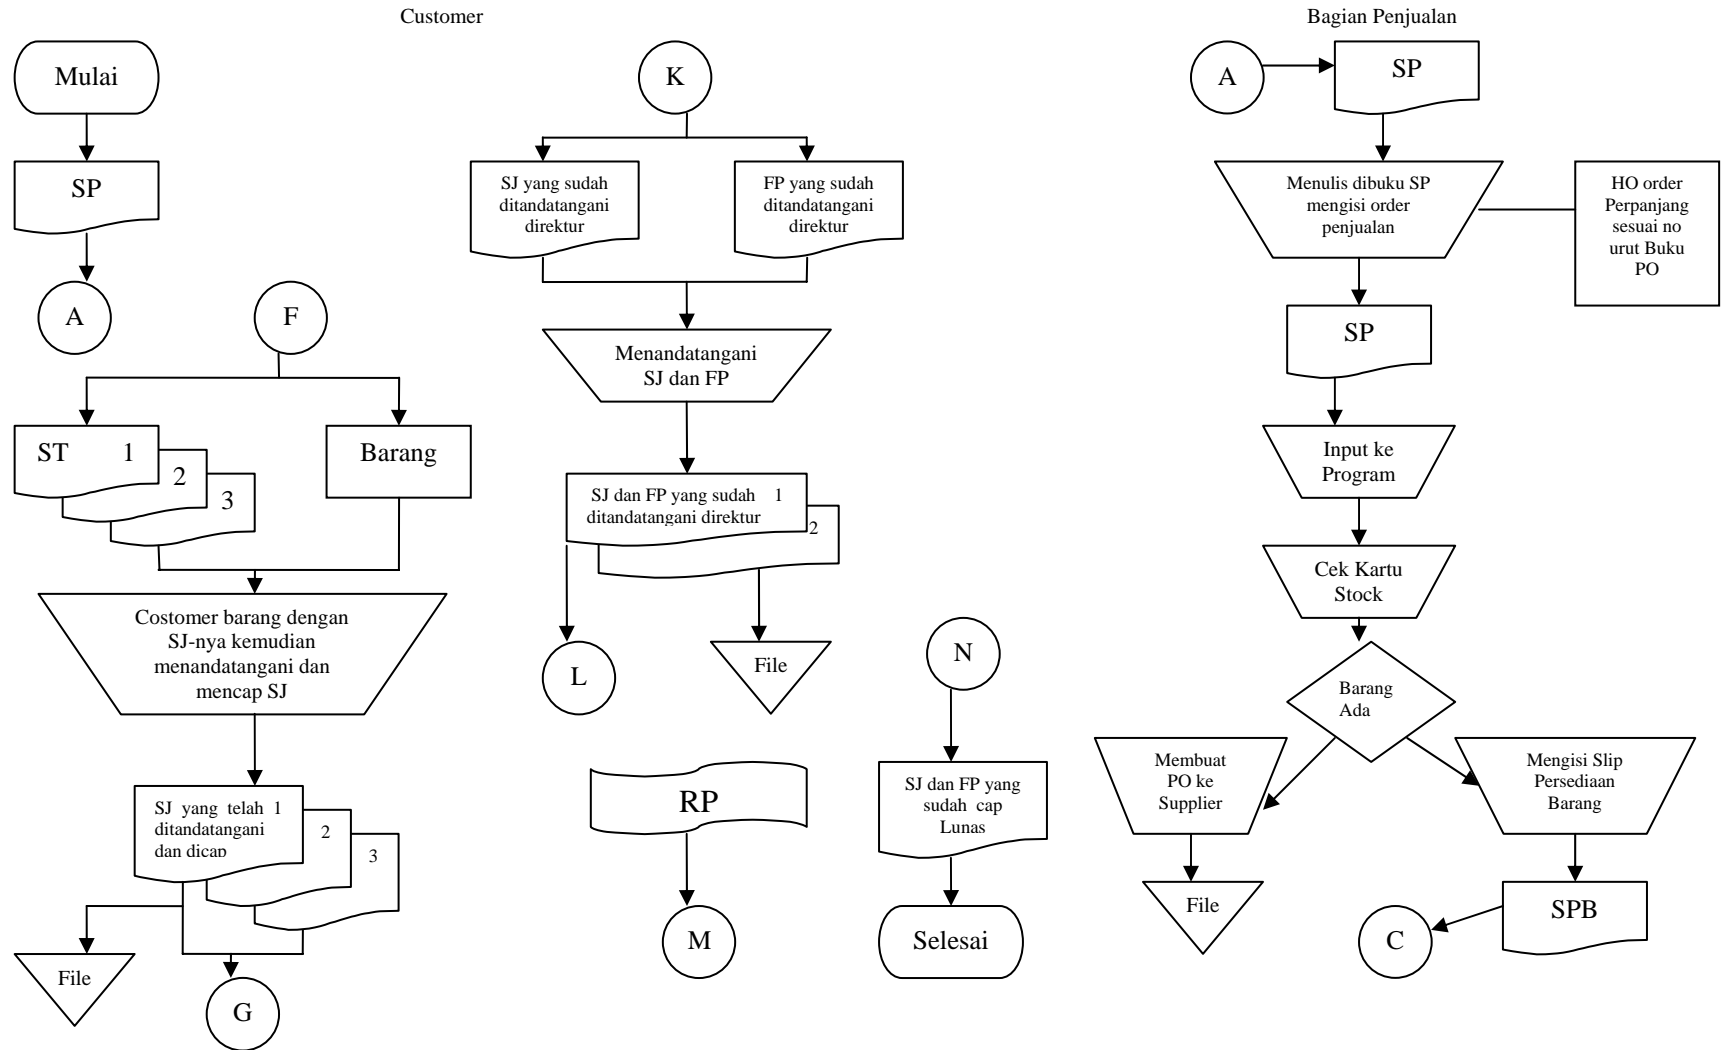 Customer
Mulai
SP
A
F
ST 1
2
3
Barang
Costomer barang dengan
SJ-nya kemudian
menandatangani dan
mencap SJ
SJ yang telah 1
ditandatangani
dan dicap
2
3
File
G
K
SJ yang sudah
ditandatangani
direktur
FP yang sudah
ditandatangani
direktur
Menandatangani
SJ dan FP
SJ dan FP yang sudah 1
ditandatangani direktur
2
L
File
RP
M
N
SJ dan FP yang
sudah cap
Lunas
Selesai
Bagian Penjualan
A
SP
Menulis dibuku SP
mengisi order
penjualan
HO order
Perpanjang
sesuai no
urut Buku
PO
SP
Input ke
Program
Cek Kartu
Stock
Barang
Ada
Membuat
PO ke
Supplier
File
Mengisi Slip
Persediaan
Barang
SPB
C